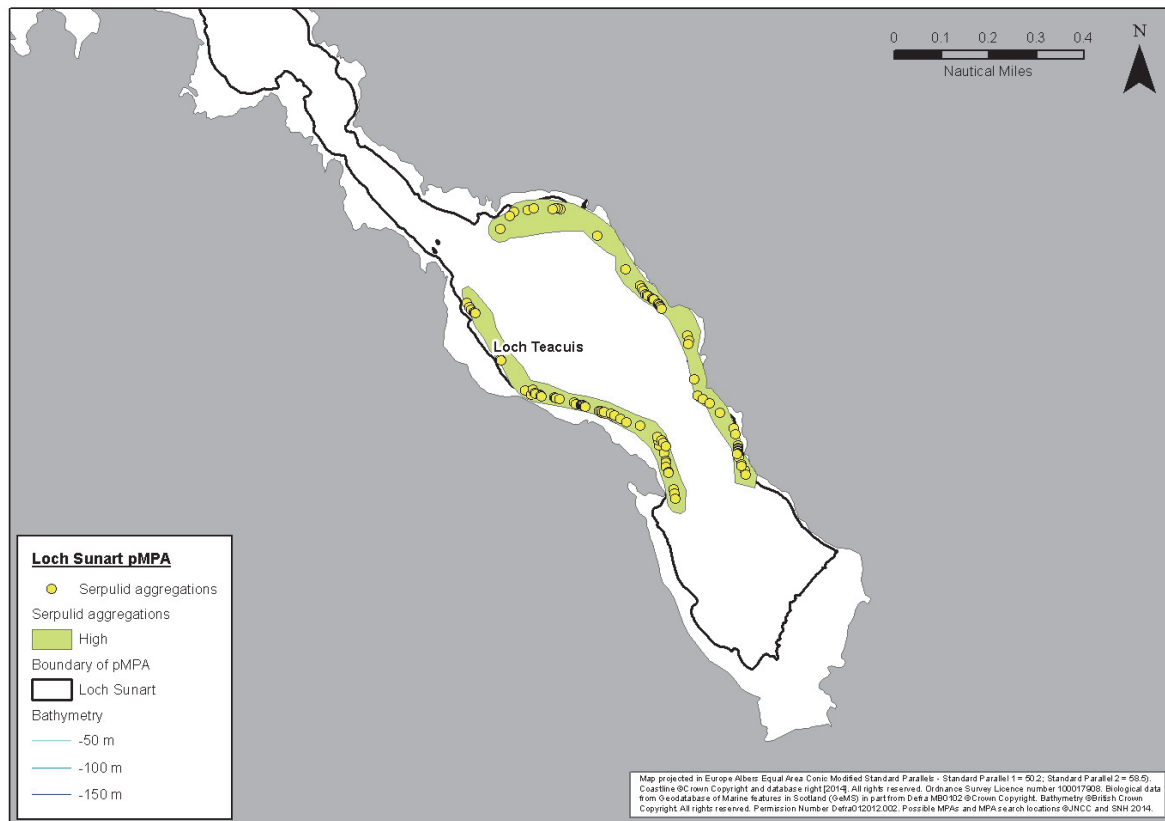 0 0.1 0.2 0.3 0.4
Nautical Miles
N
Loch Teacuis
Loch Sunart pMPA
Serpulid aggregations
Serpulid aggregations
High
Boundary of pMPA
Loch Sunart
Bathymetry
-50 m
-100 m
-150 m
Map projected in Europe Albers Equal Area Conic Modified Standard Parallels - Standard Parallel 1 = 50.2; Standard Parallel 2 = 58.5).
Coastline ©Crown Copyright and database right [2014]. All rights reserved. Ordnance Survey Licence number 100017908. Biological data
from Geodatabase of Marine features in Scotland (GeMS) in part from Defra MB0102 ©Crown Copyright. Bathymetry ©British Crown
Copyright. All rights reserved. Permission Number Defra012012.002. Possible MPAs and MPA search locations ©JNCC and SNH 2014.